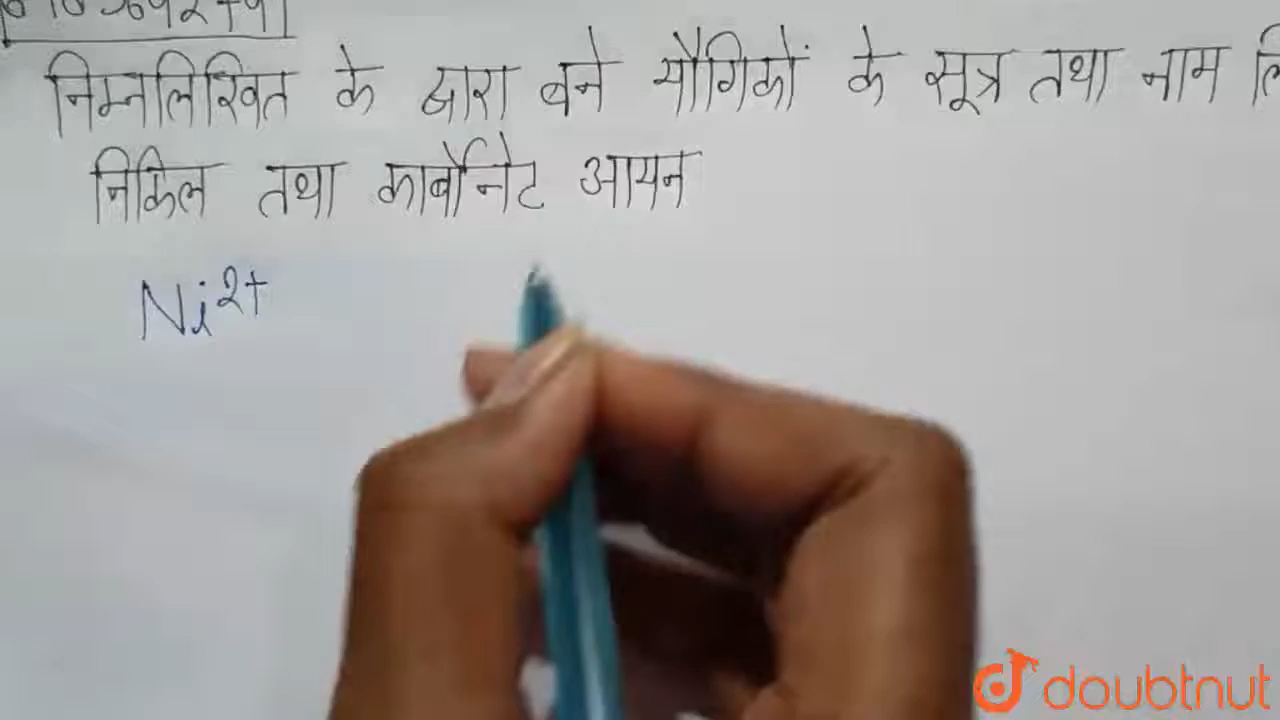 निम्नलिखित के द्वारा बने यौगिकों के सूत्र तथा नाम
निकिल तथा कार्बोनेट आयन
Ni²⁺
doubtnut